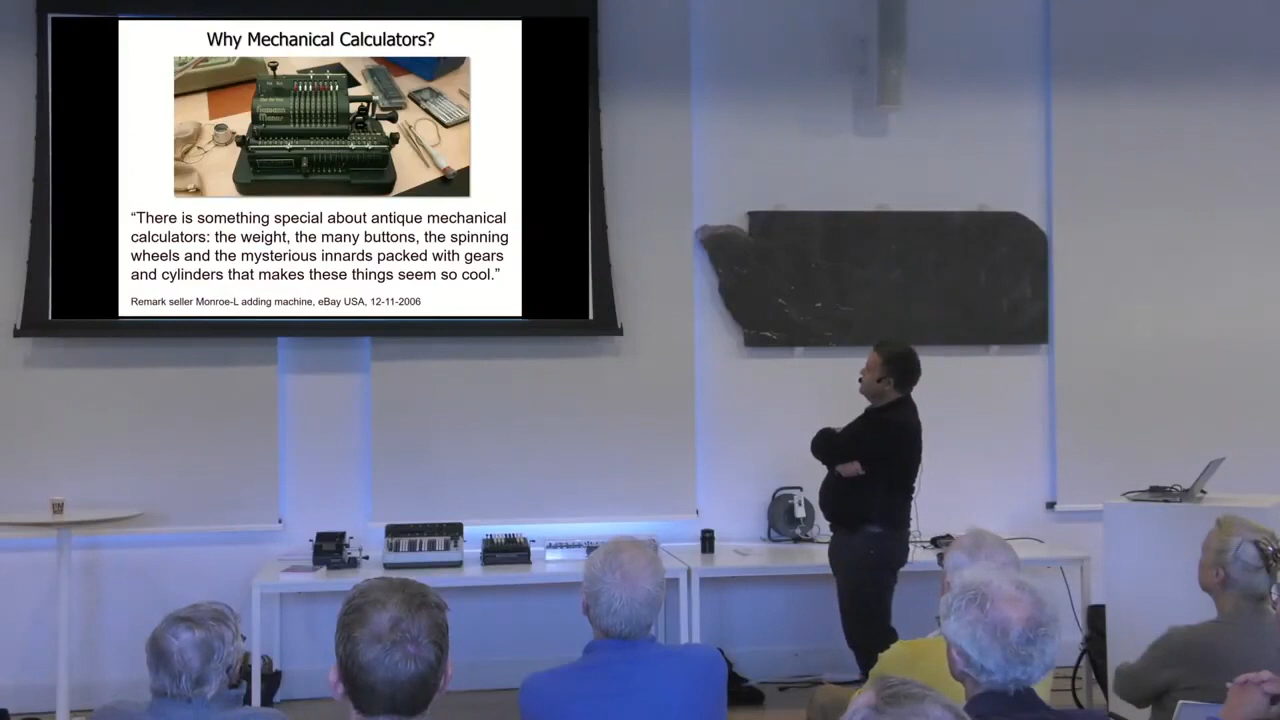 Why Mechanical Calculators?
“There is something special about antique mechanical
calculators: the weight, the many buttons, the spinning
wheels and the mysterious innards packed with gears
and cylinders that makes these things seem so cool.”
Remark seller Monroe-L adding machine, eBay USA, 12-11-2006